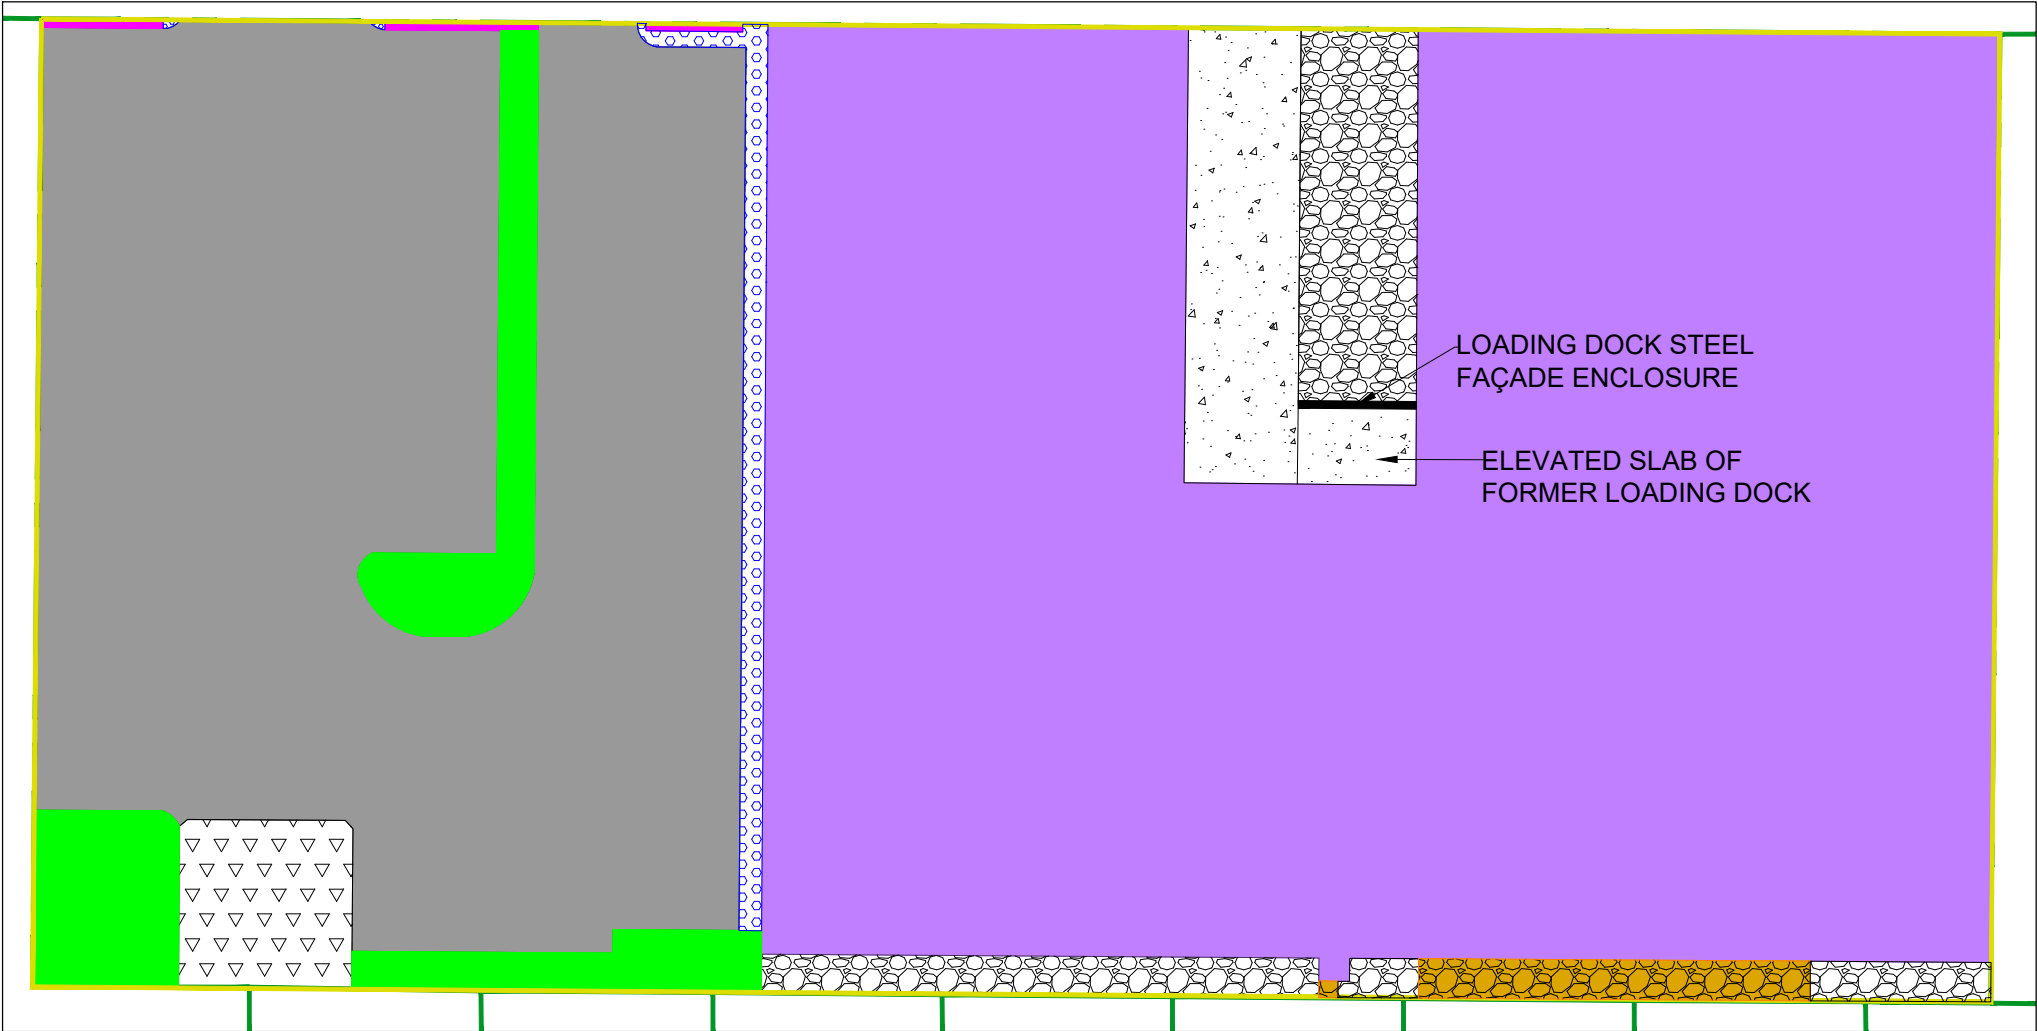 LOADING DOCK STEEL
FAÇADE ENCLOSURE
ELEVATED SLAB OF
FORMER LOADING DOCK